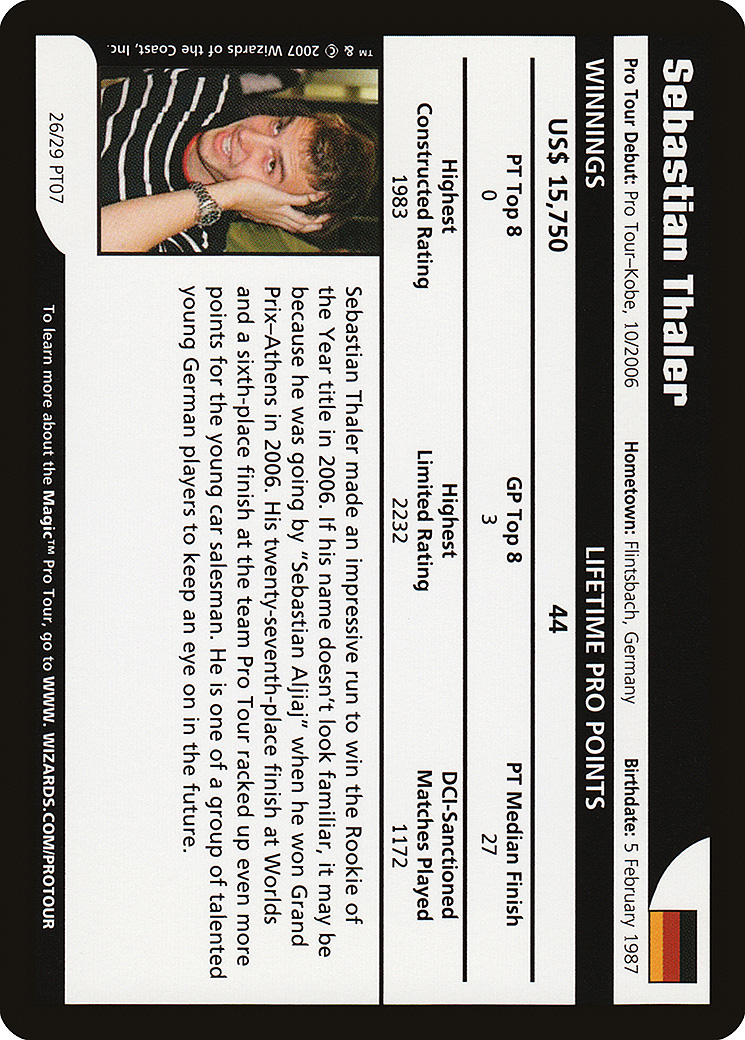 Sebastian Thaler
Pro Tour Debut: Pro Tour–Kobe, 10/2006 Hometown: Flintsbach, Germany Birthdate: 5 February 1987
WINNINGS LIFETIME PRO POINTS
US$ 15,750 44
PT Top 8 GP Top 8 PT Median Finish
0 3 27
Highest Highest DCI-Sanctioned
Constructed Rating Limited Rating Matches Played
1983 2232 1172
Sebastian Thaler made an impressive run to win the Rookie of
the Year title in 2006. If his name doesn't look familiar, it may be
because he was going by "Sebastian Aljiaj" when he won Grand
Prix–Athens in 2006. His twenty-seventh-place finish at Worlds
and a sixth-place finish at the team Pro Tour racked up even more
points for the young car salesman. He is one of a group of talented
young German players to keep an eye on in the future.
™ & © 2007 Wizards of the Coast, Inc.
26/29 PT07
To learn more about the Magic™ Pro Tour, go to WWW. WIZARDS.COM/PROTOUR